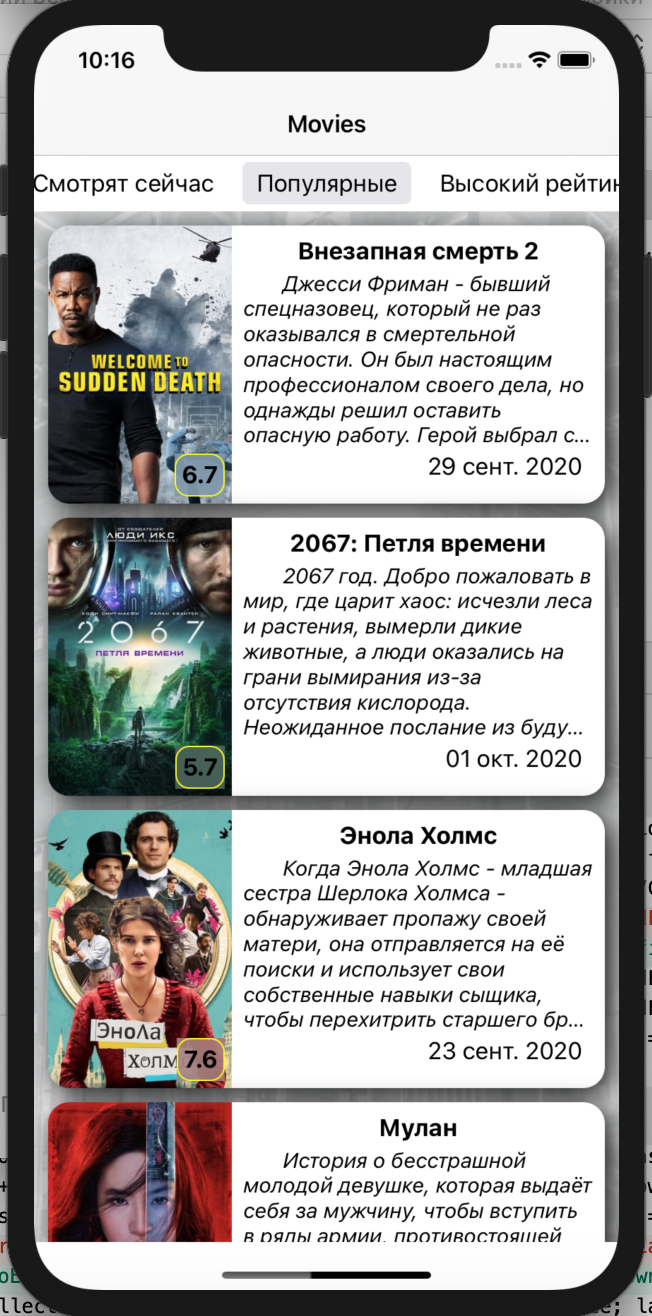 10:16
Movies
Смотрят сейчас
Популярные
Высокий рейтин
WELCOME TO
SUDDEN DEATH
6.7
Внезапная смерть 2
Джесси Фриман - бывший
спецназовец, который не раз
оказывался в смертельной
опасности. Он был настоящим
профессионалом своего дела, но
однажды решил оставить
опасную работу. Герой выбрал с...
29 сент. 2020
ОТ СОЗДАТЕЛЕЙ
ЛЮДИ ИКС
2067
ПЕТЛЯ ВРЕМЕНИ
5.7
2067: Петля времени
2067 год. Добро пожаловать в
мир, где царит хаос: исчезли леса
и растения, вымерли дикие
животные, а люди оказались на
грани вымирания из-за
отсутствия кислорода.
Неожиданное послание из буду...
01 окт. 2020
Энола
Холм
7.6
Энола Холмс
Когда Энола Холмс - младшая
сестра Шерлока Холмса -
обнаруживает пропажу своей
матери, она отправляется на её
поиски и использует свои
собственные навыки сыщика,
чтобы перехитрить старшего бр...
23 сент. 2020
Мулан
История о бесстрашной
молодой девушке, которая выдаёт
себя за мужчину, чтобы вступить
в ряды армии, противостоящей